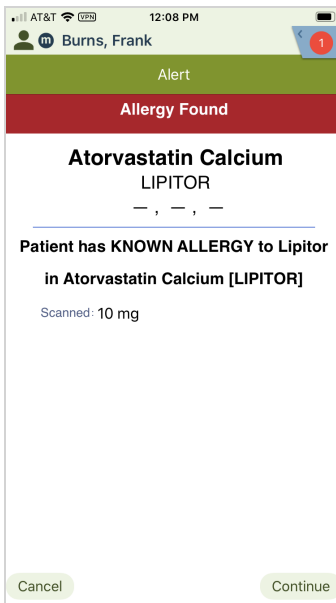 AT&T VPN 12:08 PM
m Burns, Frank 1
Alert
Allergy Found
Atorvastatin Calcium
LIPITOR
— , — , —
Patient has KNOWN ALLERGY to Lipitor
in Atorvastatin Calcium [LIPITOR]
Scanned: 10 mg
Cancel Continue